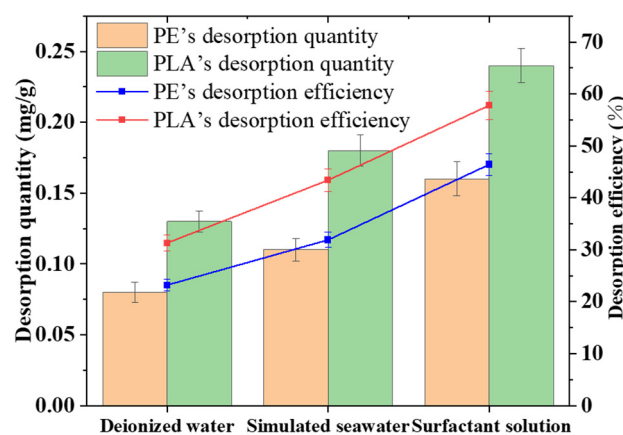 PE's desorption quantity
PLA's desorption quantity
PE's desorption efficiency
PLA's desorption efficiency
Desorption quantity (mg/g)
0.25
0.20
0.15
0.10
0.05
0.00
Desorption efficiency (%)
70
60
50
40
30
20
10
0
Deionized water Simulated seawater Surfactant solution